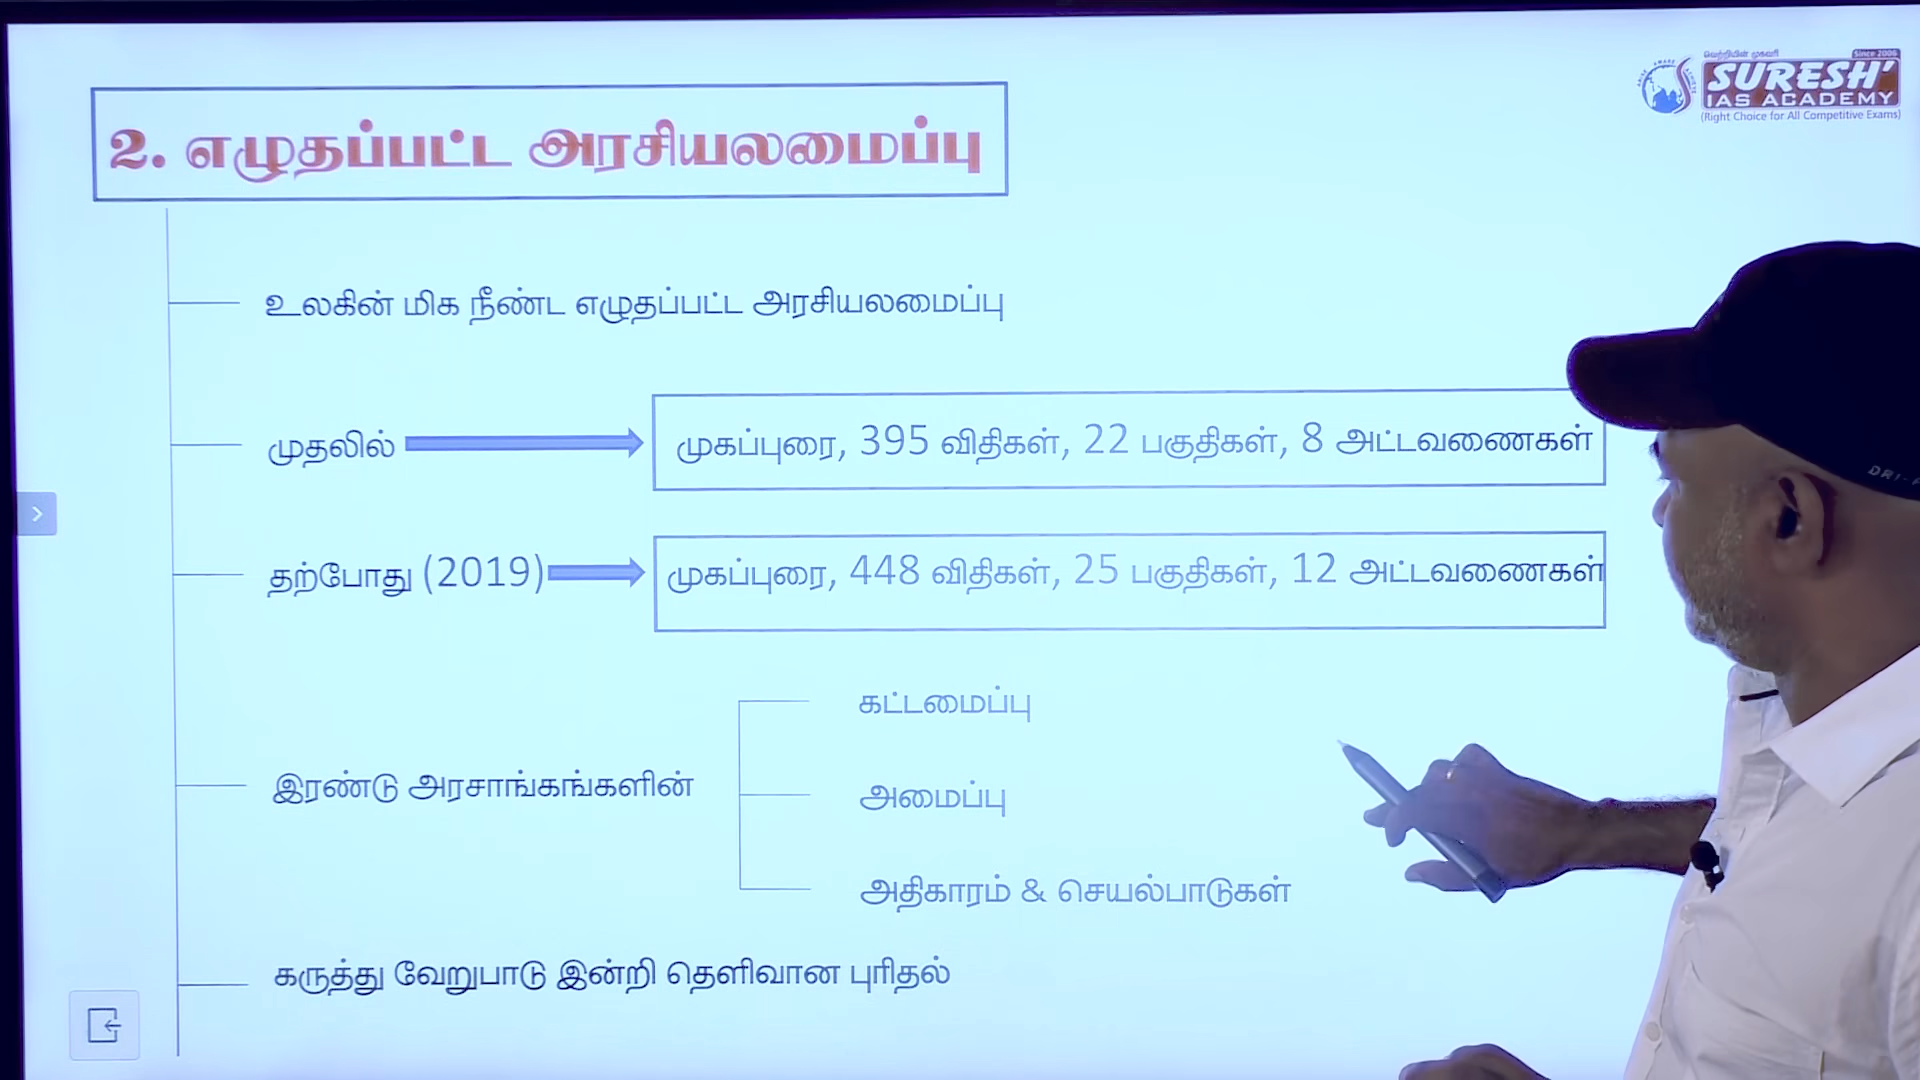 வெற்றியின் முகவரி
Since 2006
SURESH'
IAS ACADEMY
(Right Choice for All Competitive Exams)
2. எழுதப்பட்ட அரசியலமைப்பு
உலகின் மிக நீண்ட எழுதப்பட்ட அரசியலமைப்பு
முதலில்
முகப்புரை, 395 விதிகள், 22 பகுதிகள், 8 அட்டவணைகள்
தற்போது (2019)
முகப்புரை, 448 விதிகள், 25 பகுதிகள், 12 அட்டவணைகள்
இரண்டு அரசாங்கங்களின்
கட்டமைப்பு
அமைப்பு
அதிகாரம் & செயல்பாடுகள்
கருத்து வேறுபாடு இன்றி தெளிவான புரிதல்